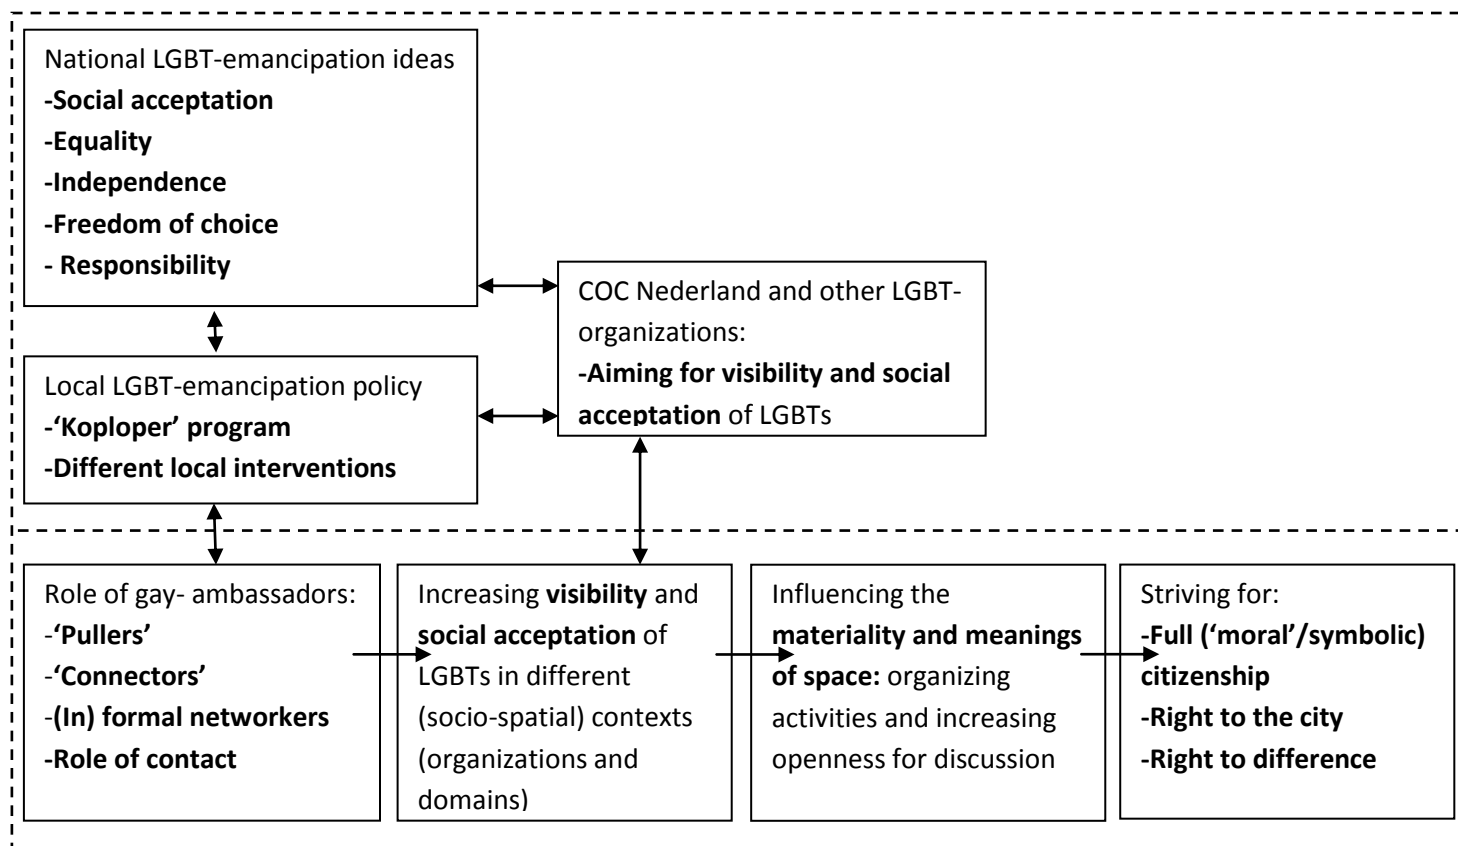 National LGBT-emancipation ideas
-Social acceptation
-Equality
-Independence
-Freedom of choice
- Responsibility
COC Nederland and other LGBT-
organizations:
-Aiming for visibility and social
acceptation of LGBTs
Local LGBT-emancipation policy
-‘Koploper’ program
-Different local interventions
Role of gay- ambassadors:
-‘Pullers’
-‘Connectors’
-(In) formal networkers
-Role of contact
Increasing visibility and
social acceptation of
LGBTs in different
(socio-spatial) contexts
(organizations and
domains)
Influencing the
materiality and meanings
of space: organizing
activities and increasing
openness for discussion
Striving for:
-Full (‘moral’/symbolic)
citizenship
-Right to the city
-Right to difference